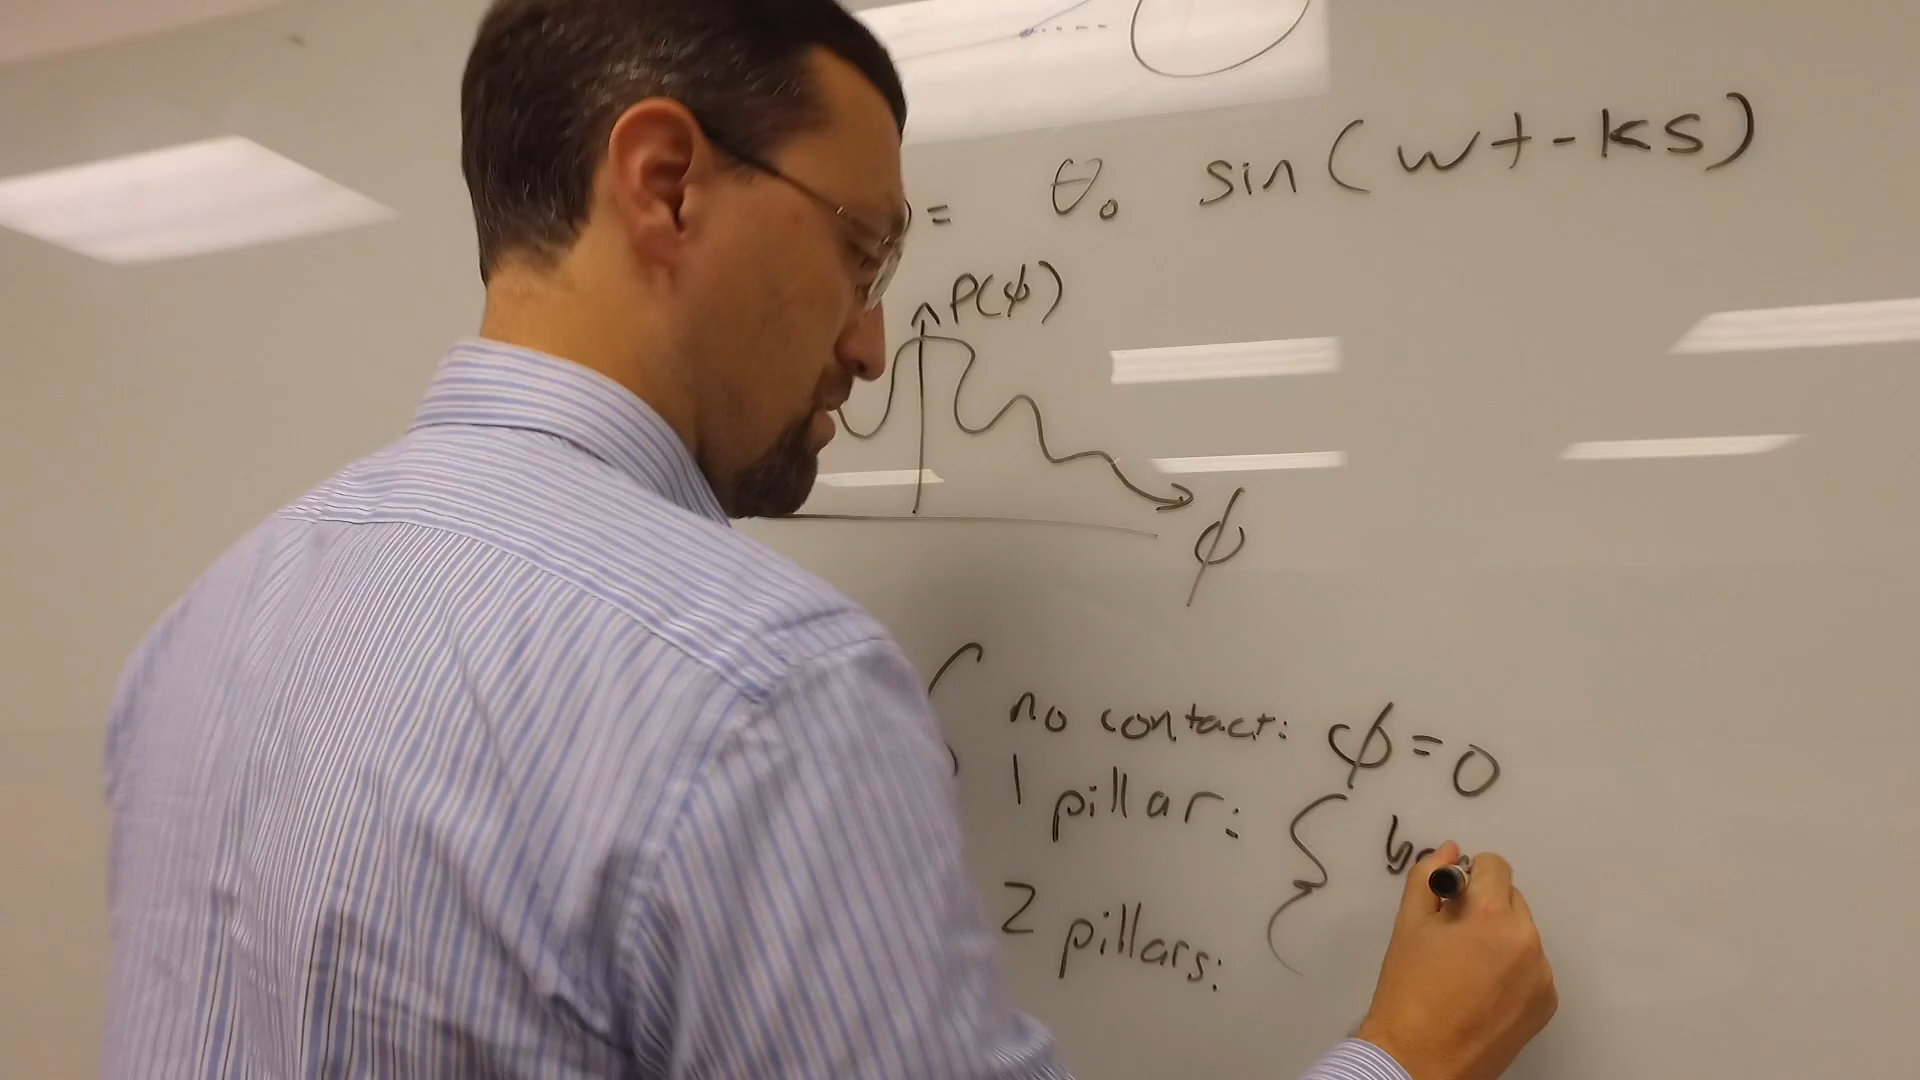 = θ₀ sin(wt-ks)
P(φ)
φ
no contact: φ=0
1 pillar:
2 pillars: